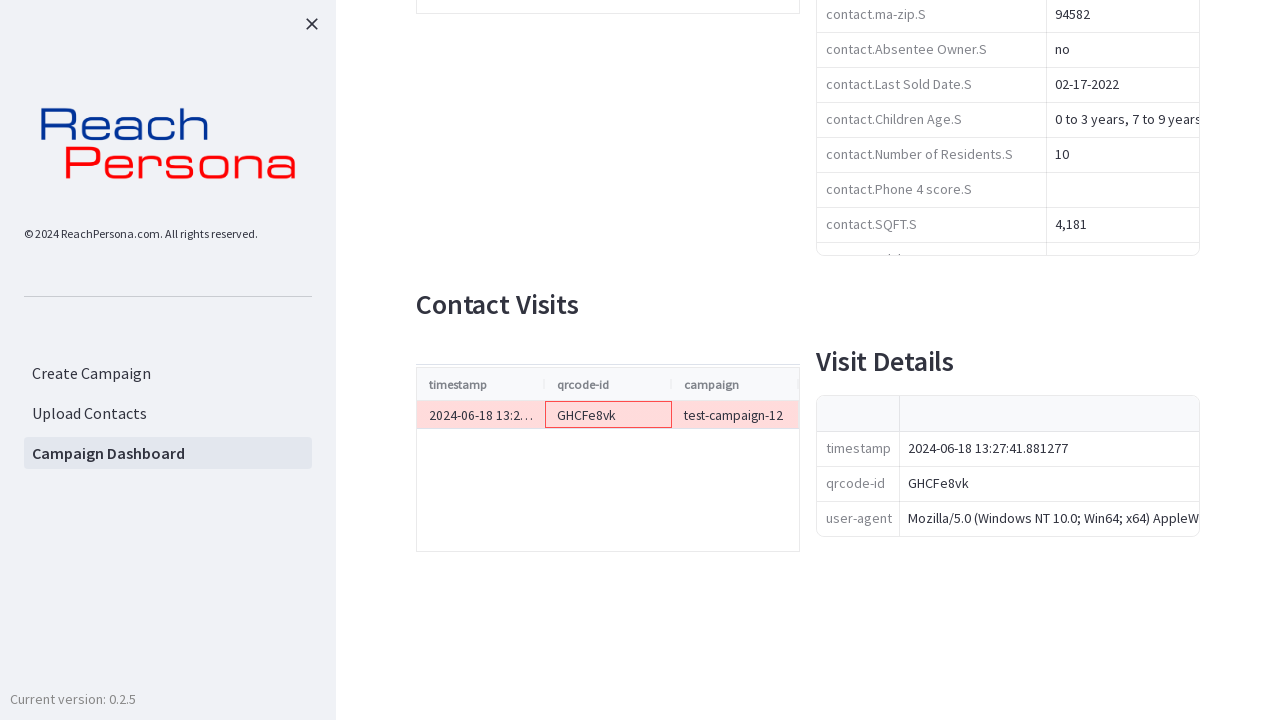 Reach
Persona
© 2024 ReachPersona.com. All rights reserved.
Create Campaign
Upload Contacts
Campaign Dashboard
Current version: 0.2.5
contact.ma-zip.S 94582
contact.Absentee Owner.S no
contact.Last Sold Date.S 02-17-2022
contact.Children Age.S 0 to 3 years, 7 to 9 years
contact.Number of Residents.S 10
contact.Phone 4 score.S
contact.SQFT.S 4,181
Contact Visits
timestamp qrcode-id campaign
2024-06-18 13:2… GHCFe8vk test-campaign-12
Visit Details
timestamp 2024-06-18 13:27:41.881277
qrcode-id GHCFe8vk
user-agent Mozilla/5.0 (Windows NT 10.0; Win64; x64) AppleW